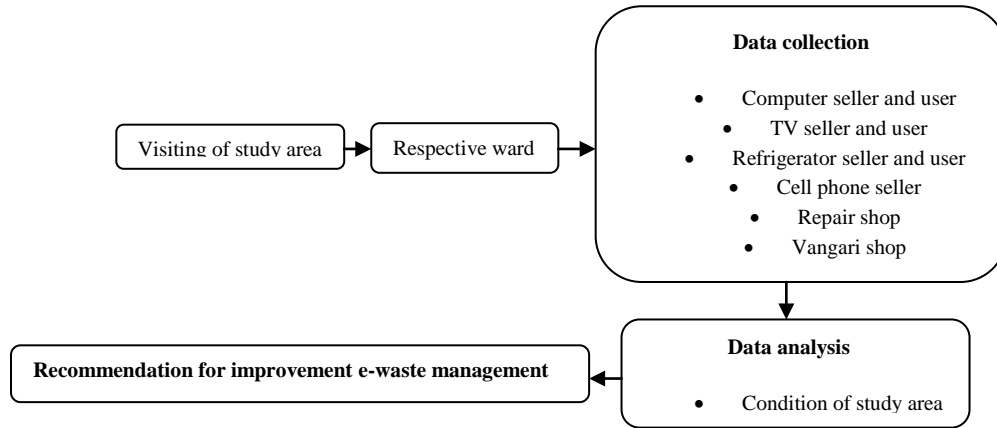 Visiting of study area
Respective ward
Data collection
• Computer seller and user
• TV seller and user
• Refrigerator seller and user
• Cell phone seller
• Repair shop
• Vangari shop
Data analysis
• Condition of study area
Recommendation for improvement e-waste management